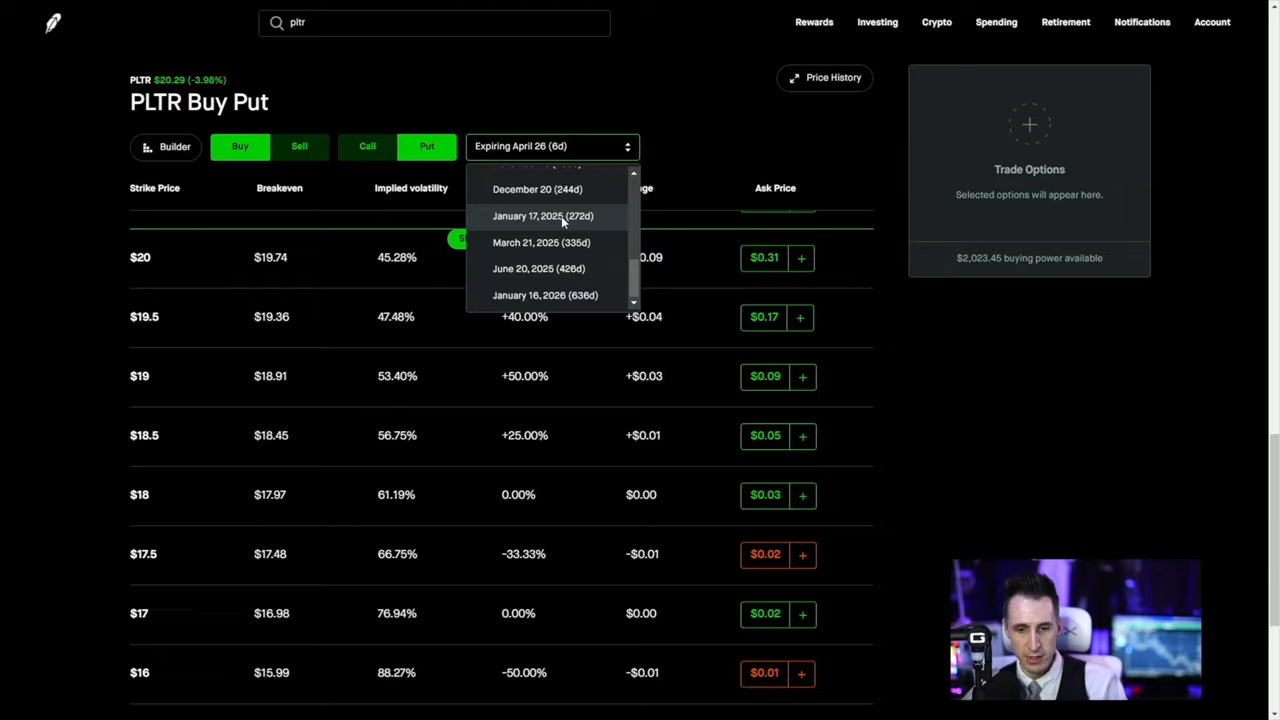 pltr
Rewards Investing Crypto Spending Retirement Notifications Account
PLTR $20.29 (-3.98%)
Price History
PLTR Buy Put
Builder Buy Sell Call Put Expiring April 26 (6d)
Strike Price Breakeven Implied volatility Ask Price
December 20 (244d)
January 17, 2025 (272d)
March 21, 2025 (335d)
June 20, 2025 (426d)
January 16, 2026 (636d)
$20 $19.74 45.28% $0.31 +
$19.5 $19.36 47.48% +40.00% +$0.04 $0.17 +
$19 $18.91 53.40% +50.00% +$0.03 $0.09 +
$18.5 $18.45 56.75% +25.00% +$0.01 $0.05 +
$18 $17.97 61.19% 0.00% $0.00 $0.03 +
$17.5 $17.48 66.75% -33.33% -$0.01 $0.02 +
$17 $16.98 76.94% 0.00% $0.00 $0.02 +
$16 $15.99 88.27% -50.00% -$0.01 $0.01 +
Trade Options
Selected options will appear here.
$2,023.45 buying power available
G